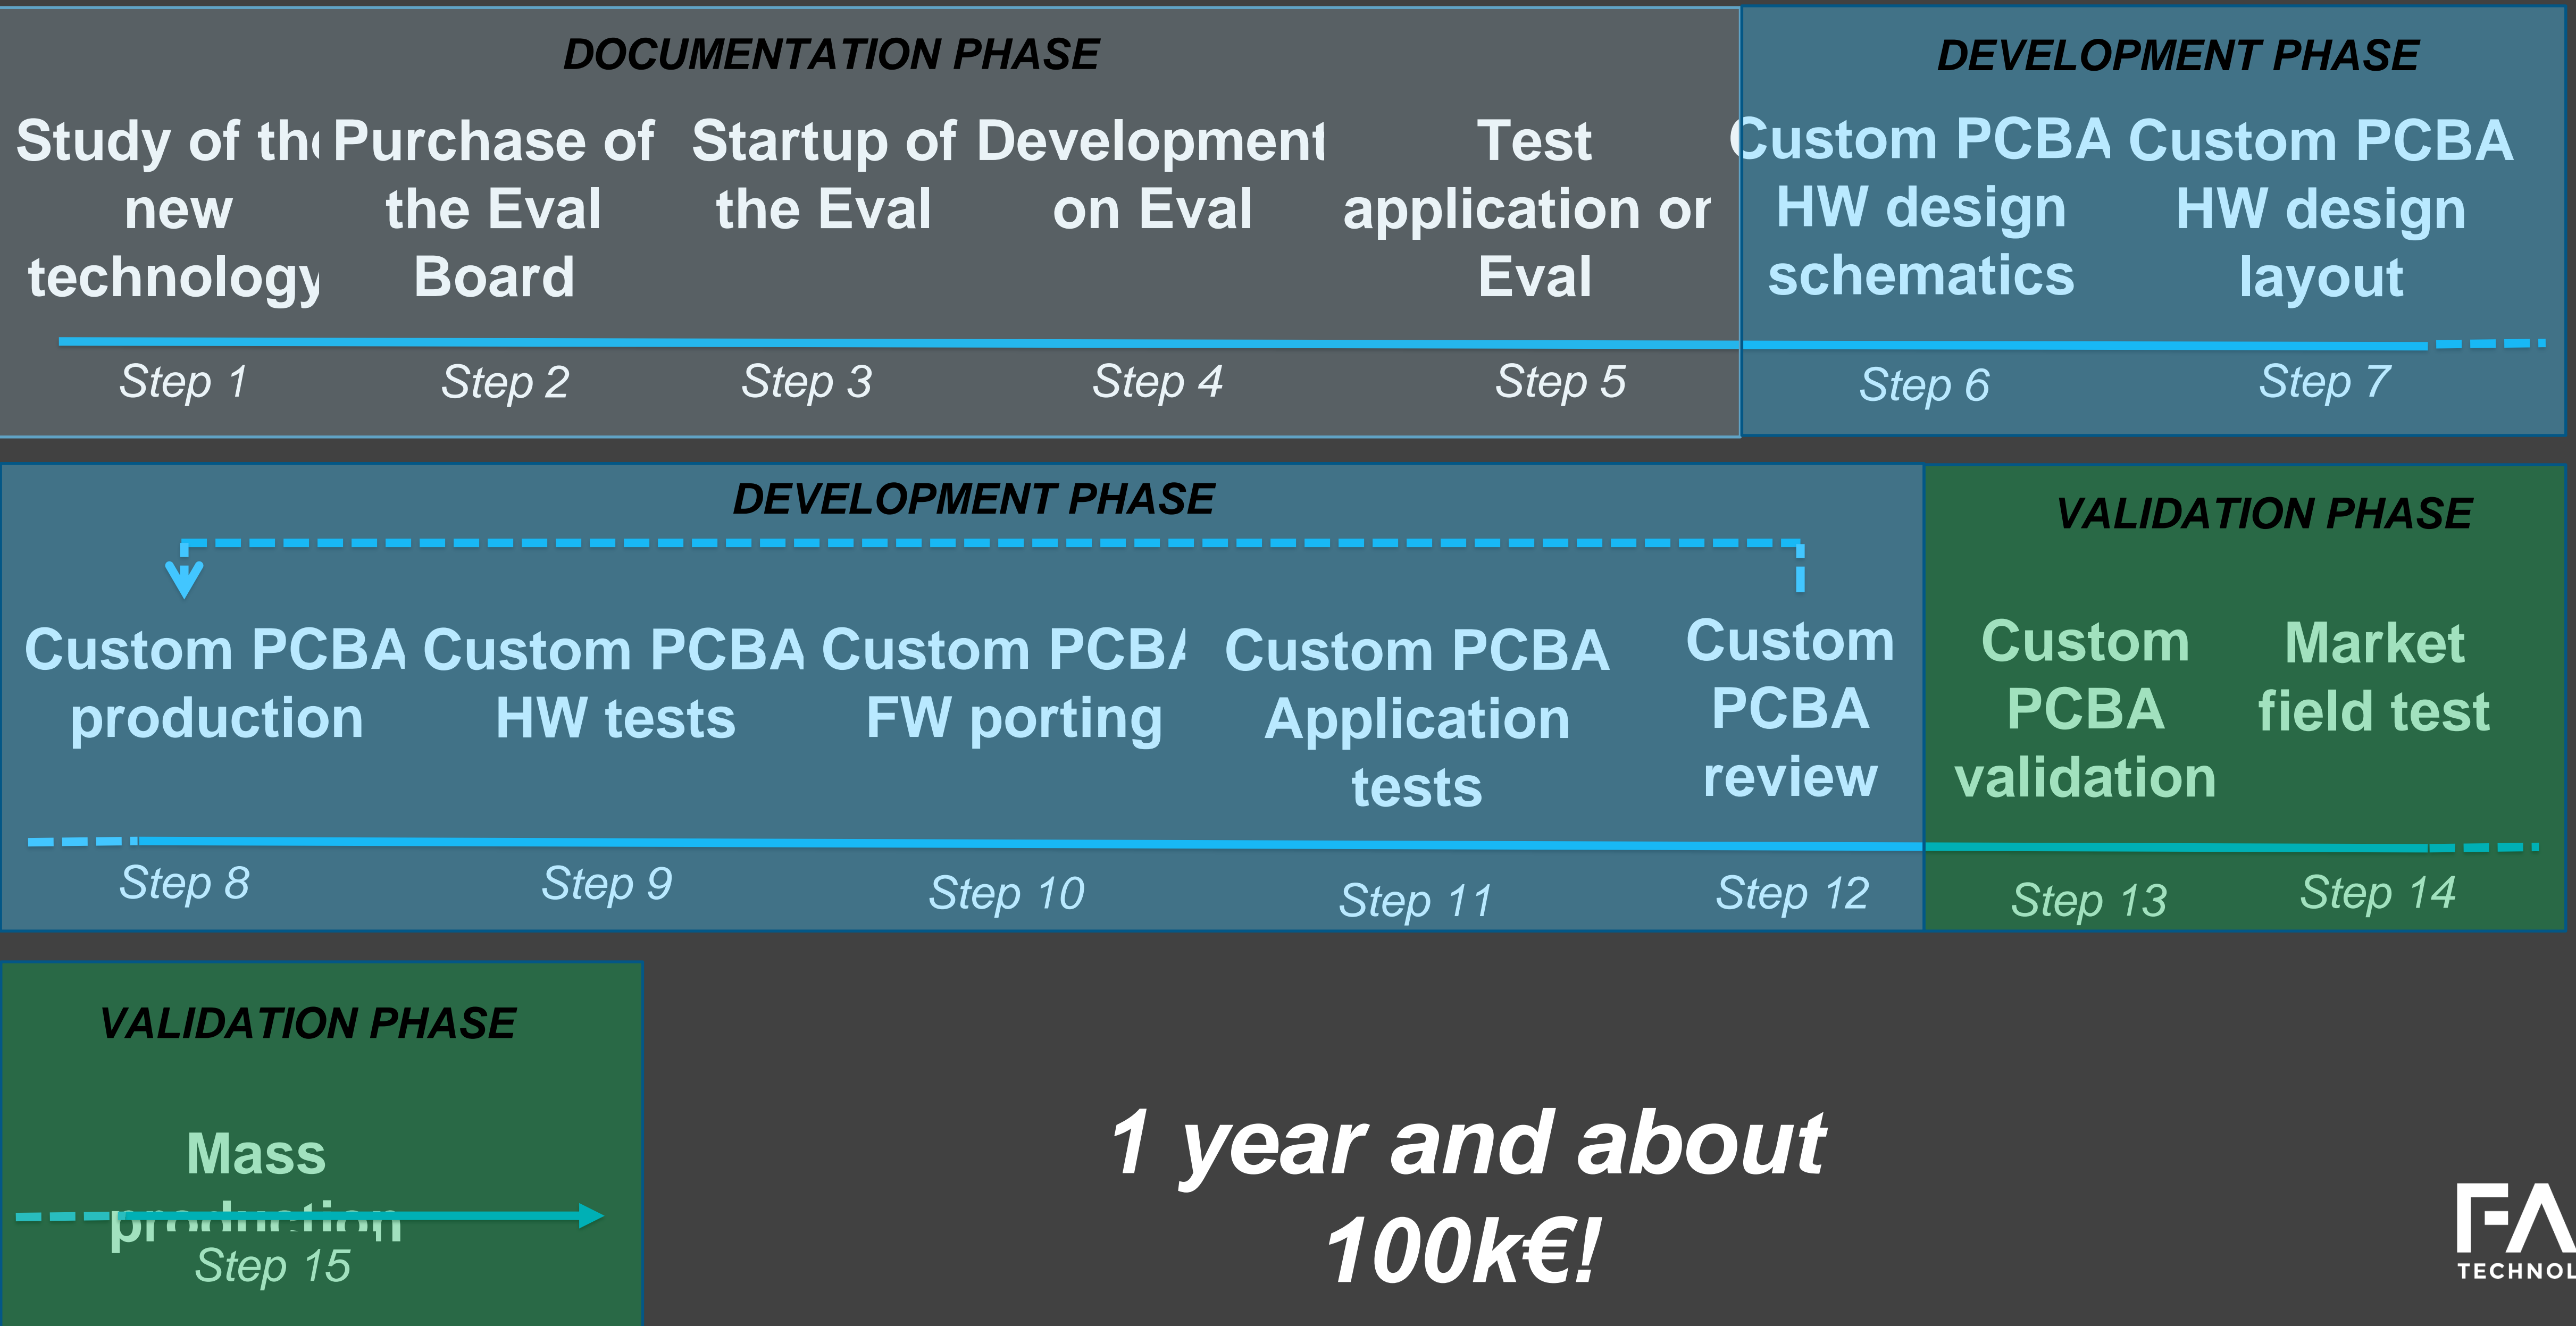 DOCUMENTATION PHASE
Study of the
new
technology
Purchase of
the Eval
Board
Startup of
the Eval
Development
on Eval
Test
application or
Eval
Step 1
Step 2
Step 3
Step 4
Step 5
DEVELOPMENT PHASE
Custom PCBA
HW design
schematics
Custom PCBA
HW design
layout
Step 6
Step 7
DEVELOPMENT PHASE
Custom PCBA
production
Custom PCBA
HW tests
Custom PCBA
FW porting
Custom PCBA
Application
tests
Custom
PCBA
review
Step 8
Step 9
Step 10
Step 11
Step 12
VALIDATION PHASE
Custom
PCBA
validation
Market
field test
Step 13
Step 14
VALIDATION PHASE
Mass
production
Step 15
1 year and about
100k€!
FA
TECHNOL